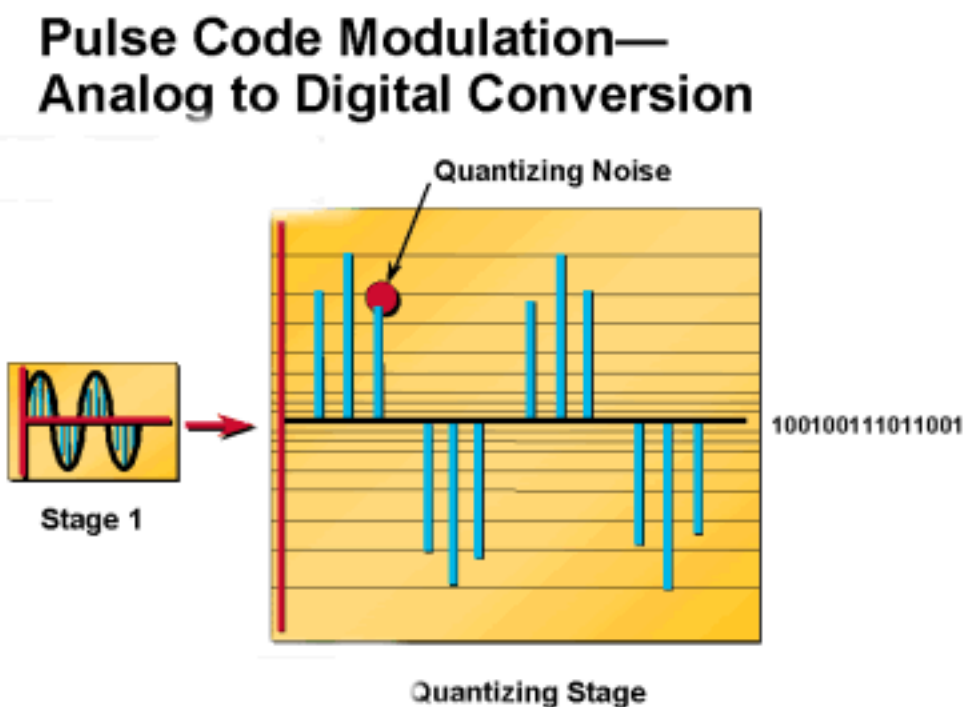 Pulse Code Modulation—
Analog to Digital Conversion
Quantizing Noise
100100111011001
Stage 1
Quantizing Stage